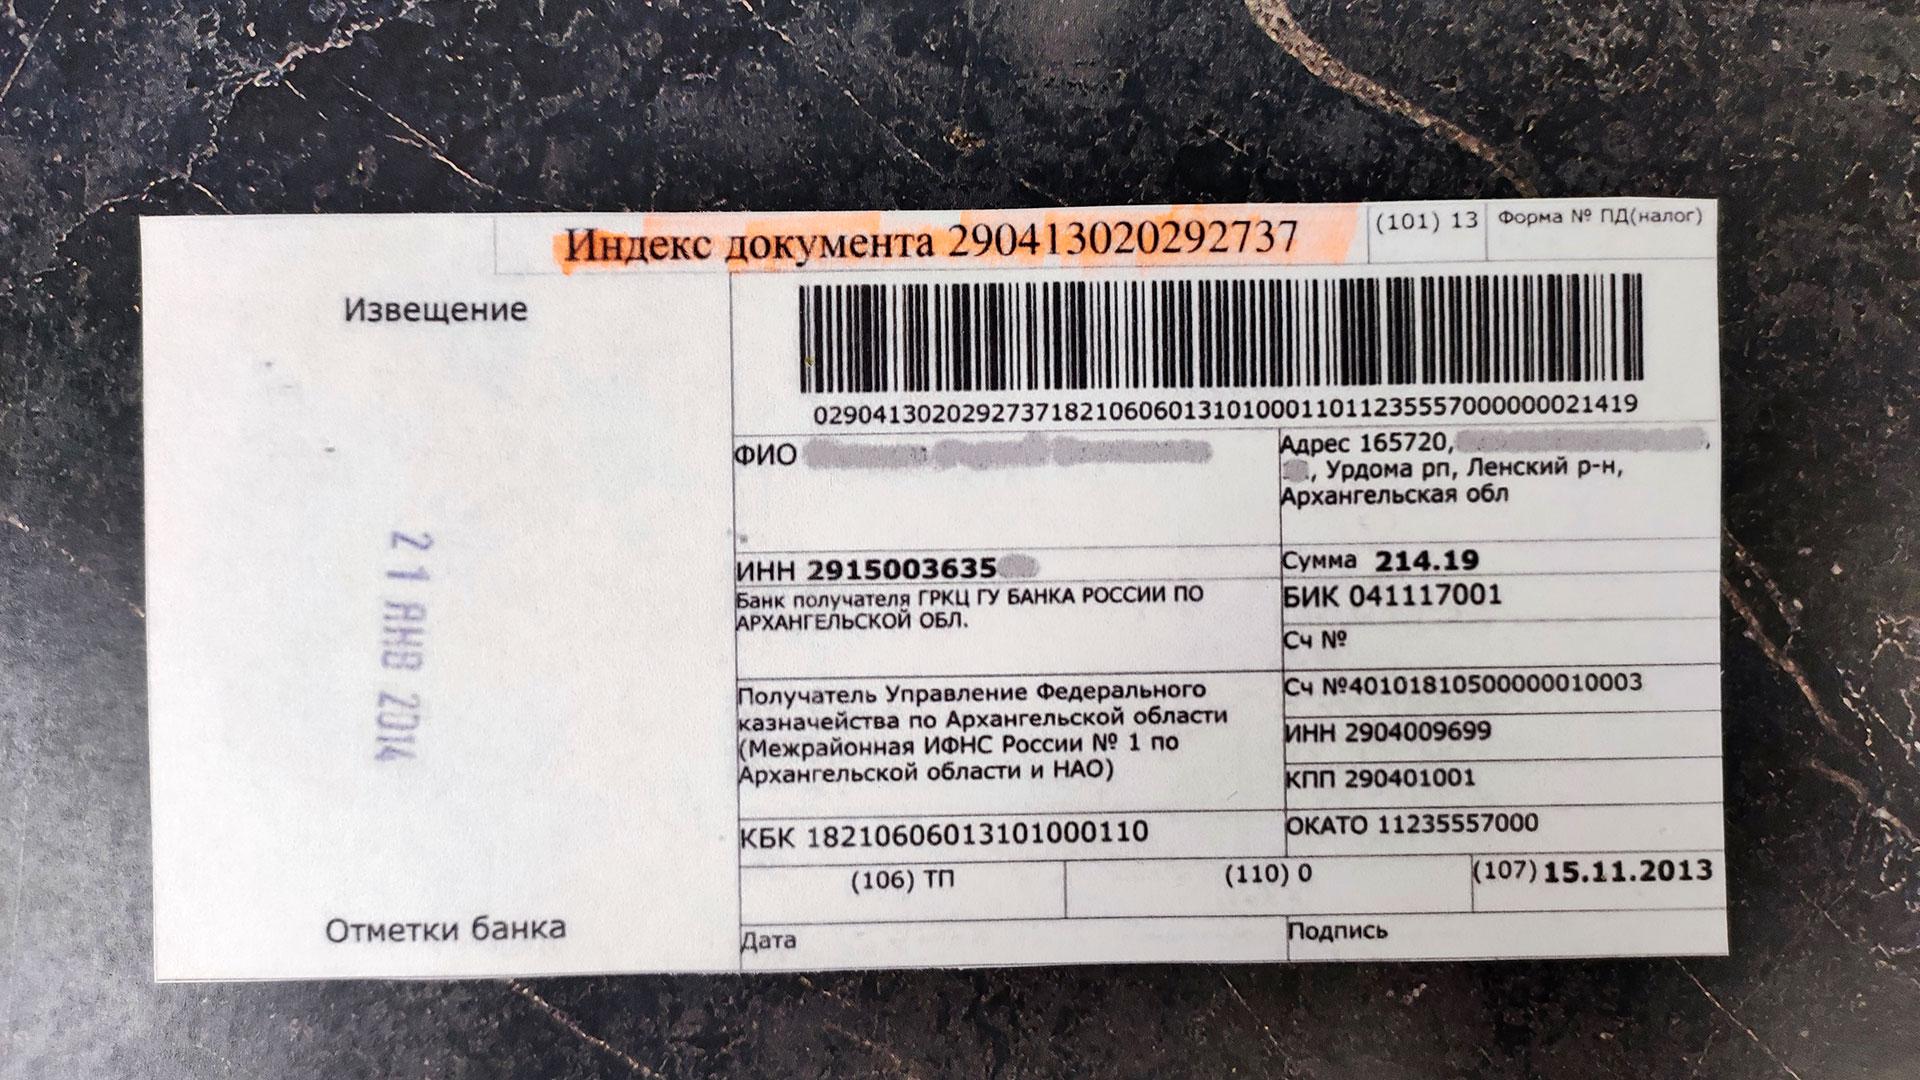 Индекс документа 290413020292737
(101) 13
Форма № ПД(налог)
Извещение
029041302029273718210606013101000110112355570000000021419
ФИО
Адрес 165720,
, Урдома рп, Ленский р-н,
Архангельская обл
ИНН 2915003635
Сумма 214.19
Банк получателя ГРКЦ ГУ БАНКА РОССИИ ПО
АРХАНГЕЛЬСКОЙ ОБЛ.
БИК 041117001
Сч №
Получатель Управление Федерального
казначейства по Архангельской области
(Межрайонная ИФНС России № 1 по
Архангельской области и НАО)
Сч №40101810500000010003
ИНН 2904009699
КПП 290401001
КБК 18210606013101000110
ОКАТО 11235557000
(106) ТП
(110) 0
(107) 15.11.2013
Дата
Подпись
21 ЯНВ 2014
Отметки банка